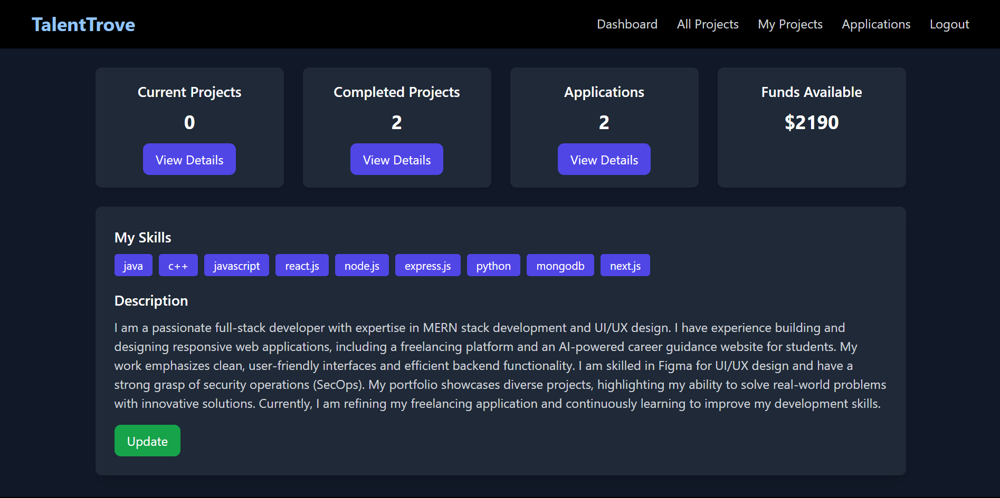 TalentTrove
Dashboard All Projects My Projects Applications Logout
Current Projects
0
View Details
Completed Projects
2
View Details
Applications
2
View Details
Funds Available
$2190
My Skills
java c++ javascript react.js node.js express.js python mongodb next.js
Description
I am a passionate full-stack developer with expertise in MERN stack development and UI/UX design. I have experience building and
designing responsive web applications, including a freelancing platform and an AI-powered career guidance website for students. My
work emphasizes clean, user-friendly interfaces and efficient backend functionality. I am skilled in Figma for UI/UX design and have a
strong grasp of security operations (SecOps). My portfolio showcases diverse projects, highlighting my ability to solve real-world problems
with innovative solutions. Currently, I am refining my freelancing application and continuously learning to improve my development skills.
Update